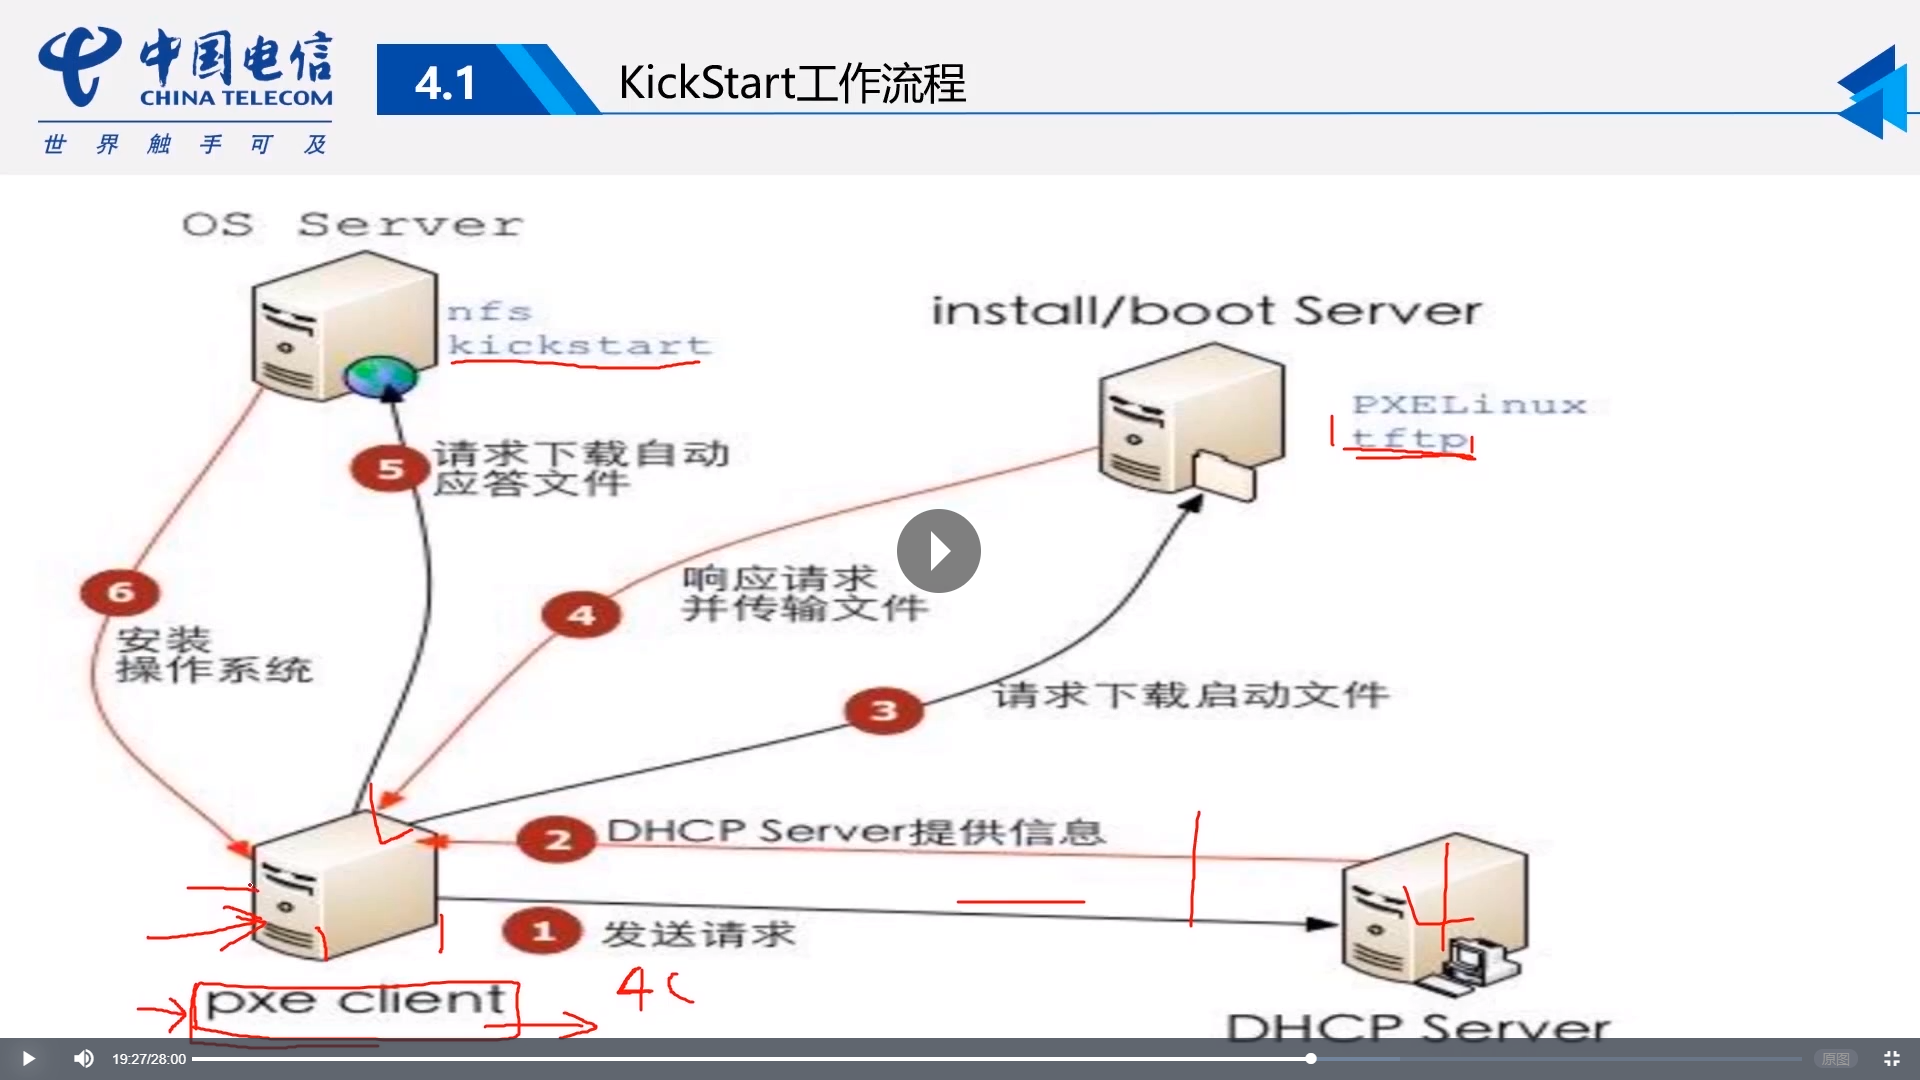 中国电信
CHINA TELECOM
世界触手可及
4.1
KickStart工作流程
OS Server
nfs
kickstart
install/boot Server
PXELinux
tftp
5
请求下载自动
应答文件
6
安装
操作系统
4
响应请求
并传输文件
3
请求下载启动文件
2
DHCP Server提供信息
1
发送请求
pxe client
DHCP Server
19:27/28:00
原图